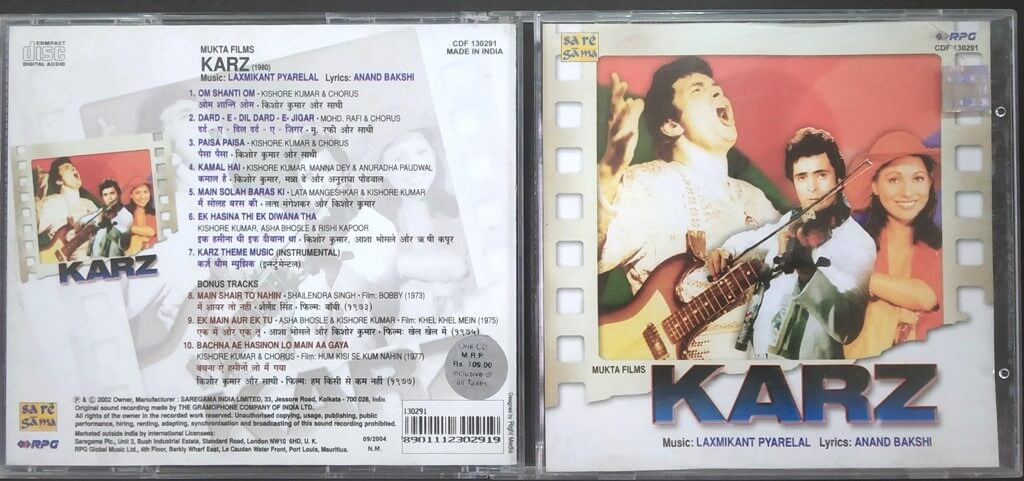 COMPACT
disc
DIGITAL AUDIO
MUKTA FILMS
KARZ (1980)
Music: LAXMIKANT PYARELAL Lyrics: ANAND BAKSHI
CDF 130291
MADE IN INDIA
1. OM SHANTI OM • KISHORE KUMAR & CHORUS
ओम शान्ति ओम • किशोर कुमार और साथी
2. DARD - E - DIL DARD - E- JIGAR • MOHD. RAFI & CHORUS
दर्द - ए - दिल दर्द - ए - जिगर • मु. रफी और साथी
3. PAISA PAISA • KISHORE KUMAR & CHORUS
पैसा पैसा • किशोर कुमार और साथी
4. KAMAL HAI • KISHORE KUMAR, MANNA DEY & ANURADHA PAUDWAL
कमाल है • किशोर कुमार, मन्ना डे और अनुराधा पौडवाल
5. MAIN SOLAH BARAS KI • LATA MANGESHKAR & KISHORE KUMAR
मैं सोलह बरस की • लता मंगेशकर और किशोर कुमार
6. EK HASINA THI EK DIWANA THA
KISHORE KUMAR, ASHA BHOSLE & RISHI KAPOOR
इक हसीना थी इक दीवाना था • किशोर कुमार, आशा भोसले और ऋषी कपूर
7. KARZ THEME MUSIC (INSTRUMENTAL)
कर्ज़ थीम म्युझिक (इन्स्ट्रुमेन्टल)
BONUS TRACKS
8. MAIN SHAIR TO NAHIN • SHAILENDRA SINGH • Film: BOBBY (1973)
मैं शायर तो नहीं • शैलेंद्र सिंह • फिल्म: बॉबी (१९७३)
9. EK MAIN AUR EK TU • ASHA BHOSLE & KISHORE KUMAR • Film: KHEL KHEL MEIN (1975)
एक मैं और एक तू • आशा भोसले और किशोर कुमार • फिल्म: खेल खेल में (१९७५)
10. BACHNA AE HASINON LO MAIN AA GAYA
KISHORE KUMAR & CHORUS • Film: HUM KISI SE KUM NAHIN (1977)
बचना ऐ हसीनों लो मैं आ गया
किशोर कुमार और साथी • फिल्म: हम किसी से कम नहीं (१९७७)
KARZ
One CD
M.R.P.
Rs. 109.00
inclusive of
all Taxes
sa rē
gāma
RPG
℗ & © 2002 Owner, Manufacturer : SAREGAMA INDIA LIMITED, 33, Jessore Road, Kolkata - 700 028, India.
Original sound recording made by THE GRAMOPHONE COMPANY OF INDIA LTD.
All rights of the owner in the recorded work reserved. Unauthorised copying, usage, publishing, public
performance, hiring, renting, adapting, synchronisation and broadcasting of this sound recording prohibited.
Marketed outside india by International Licensees:
Saregama Plc., Unit 3, Bush Industrial Estate, Standard Road, London NW10 6HD, U. K.
RPG Global Music Ltd., 4th Floor, Barkly Wharf East, Le Caudan Water Front, Port Louis, Mauritius.
09/2004
N.M.
130291
8901112302919
Designed by Right Media
sa rē
gāma
RPG
CDF 130291
MUKTA FILMS
KARZ
Music: LAXMIKANT PYARELAL Lyrics: ANAND BAKSHI